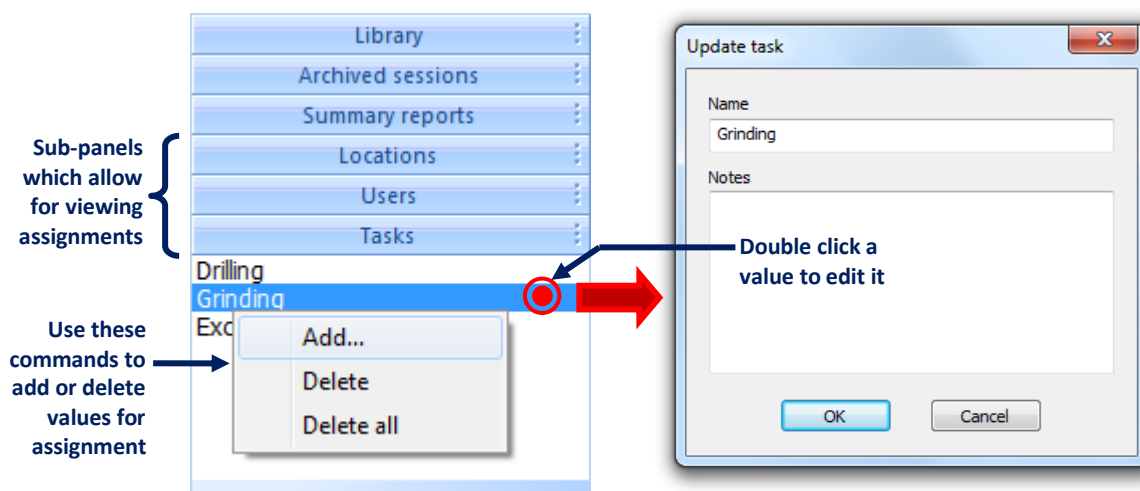 Library
Archived sessions
Summary reports
Locations
Users
Tasks
Sub-panels
which allow
for viewing
assignments
Drilling
Grinding
Exc
Add...
Delete
Delete all
Use these
commands to
add or delete
values for
assignment
Update task
Name
Grinding
Notes
Double click a
value to edit it
OK
Cancel